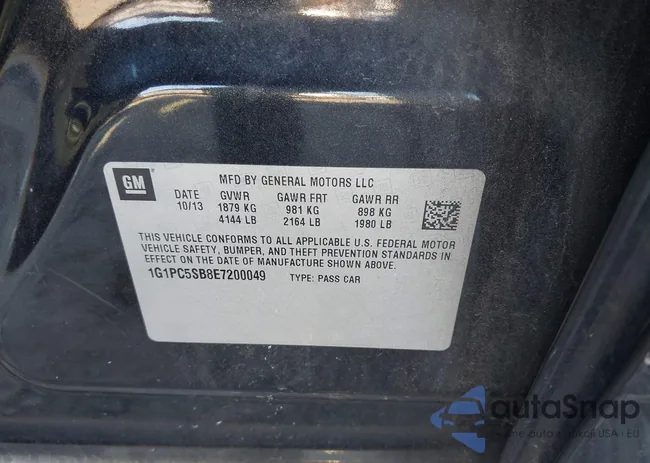 GM
MFD BY GENERAL MOTORS LLC
DATE GVWR GAWR FRT GAWR RR
10/13 1879 KG 981 KG 898 KG
4144 LB 2164 LB 1980 LB
THIS VEHICLE CONFORMS TO ALL APPLICABLE U.S. FEDERAL MOTOR
VEHICLE SAFETY, BUMPER, AND THEFT PREVENTION STANDARDS IN
EFFECT ON THE DATE OF MANUFACTURE SHOWN ABOVE.
1G1PC5SB8E7200049 TYPE: PASS CAR
autoSnap
USA i EU